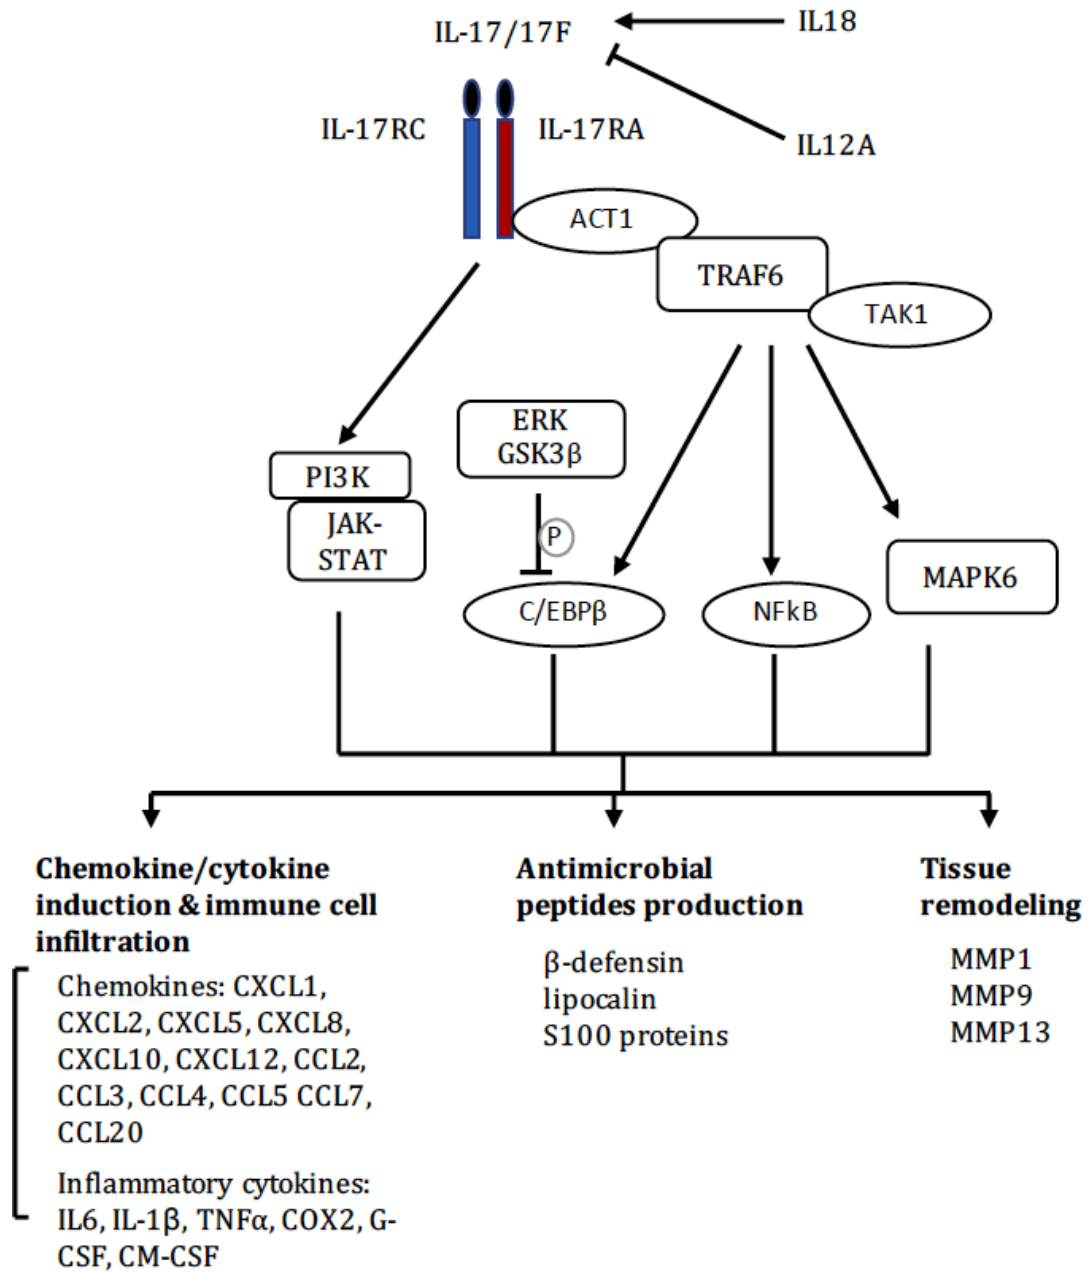 IL-17/17F
IL18
IL-17RC
IL-17RA
IL12A
ACT1
TRAF6
TAK1
ERK
GSK3β
PI3K
JAK-
STAT
P
C/EBPβ
NFkB
MAPK6
Chemokine/cytokine
induction & immune cell
infiltration
Chemokines: CXCL1,
CXCL2, CXCL5, CXCL8,
CXCL10, CXCL12, CCL2,
CCL3, CCL4, CCL5 CCL7,
CCL20
Inflammatory cytokines:
IL6, IL-1β, TNFα, COX2, G-
CSF, CM-CSF
Antimicrobial
peptides production
β-defensin
lipocalin
S100 proteins
Tissue
remodeling
MMP1
MMP9
MMP13